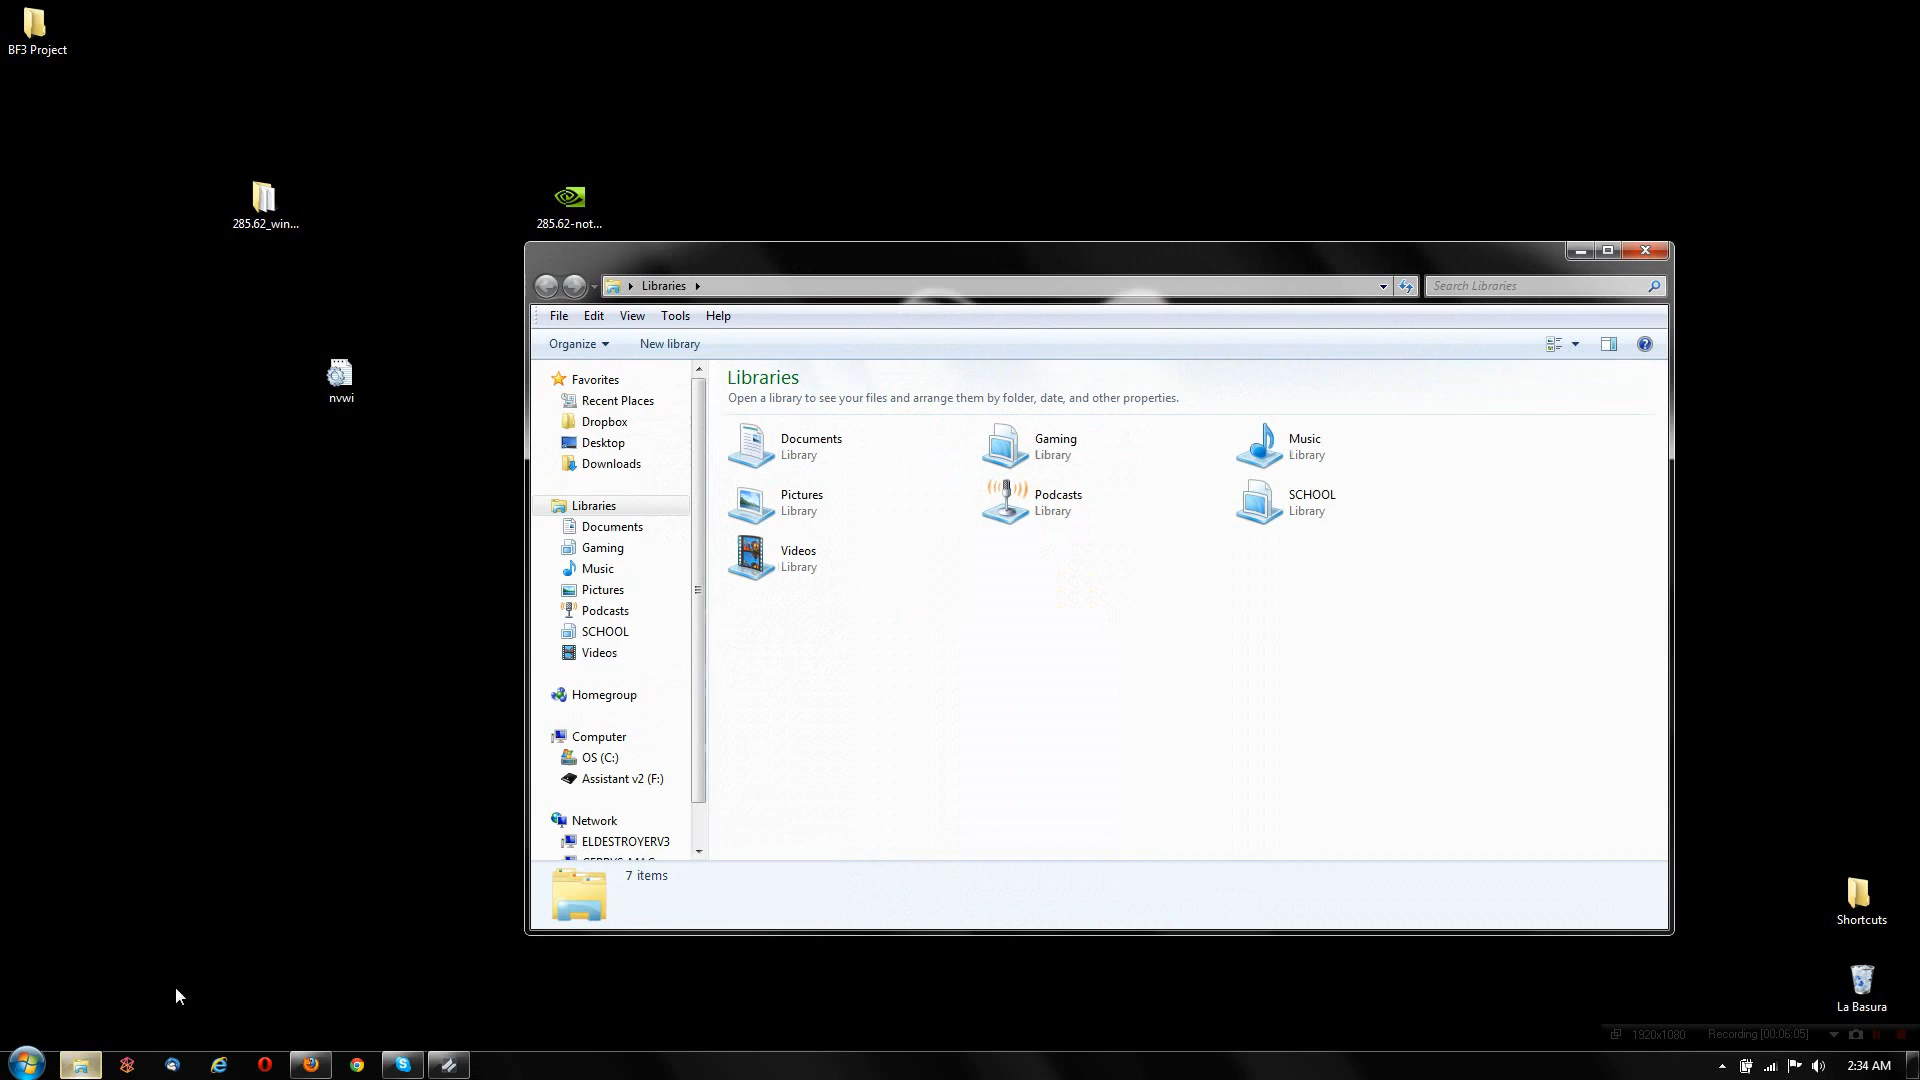 BF3 Project
285.62_win...
285.62-not...
nvwi
Libraries
Search Libraries
File Edit View Tools Help
Organize New library
Favorites
Recent Places
Dropbox
Desktop
Downloads
Libraries
Documents
Gaming
Music
Pictures
Podcasts
SCHOOL
Videos
Homegroup
Computer
OS (C:)
Assistant v2 (F:)
Network
ELDESTROYERV3
Libraries
Open a library to see your files and arrange them by folder, date, and other properties.
Documents
Library
Gaming
Library
Music
Library
Pictures
Library
Podcasts
Library
SCHOOL
Library
Videos
Library
7 items
Shortcuts
La Basura
1920x1080 Recording [00:06:05]
2:34 AM